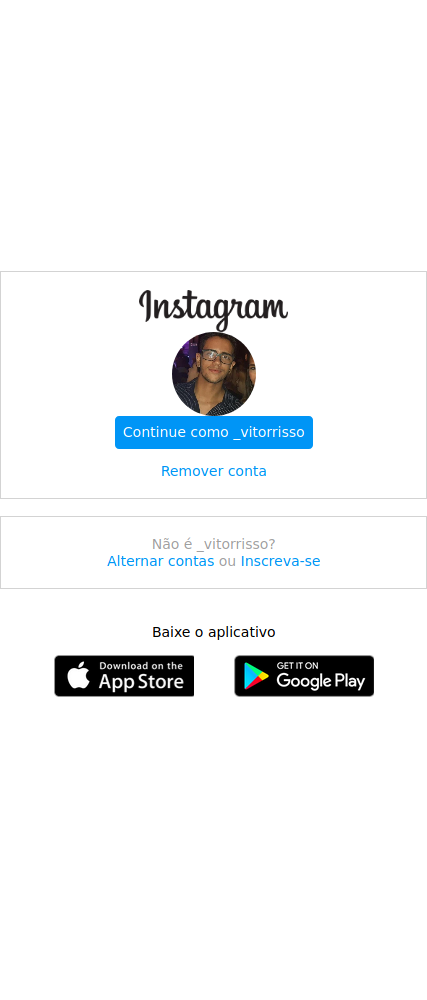 Instagram
Continue como _vitorrisso
Remover conta
Não é _vitorrisso?
Alternar contas ou Inscreva-se
Baixe o aplicativo
Download on the
App Store
GET IT ON
Google Play